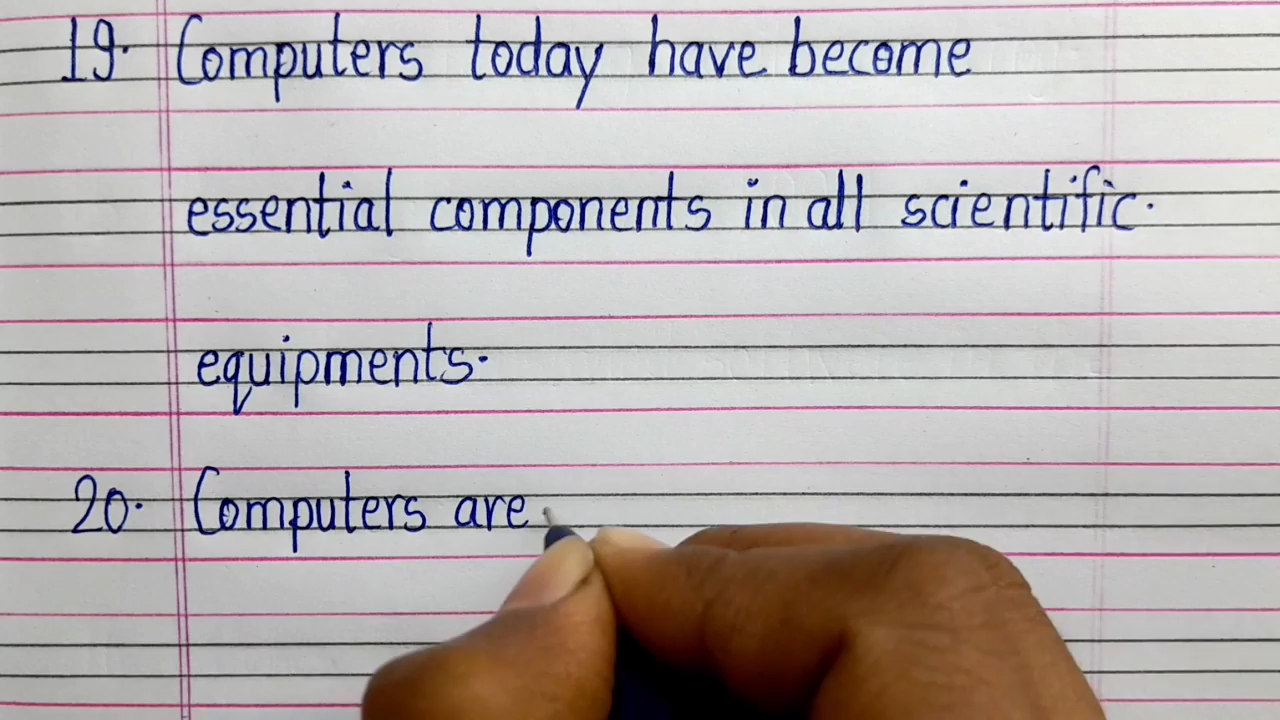 19. Computers today have become
essential components in all scientific.
equipments.
20. Computers are